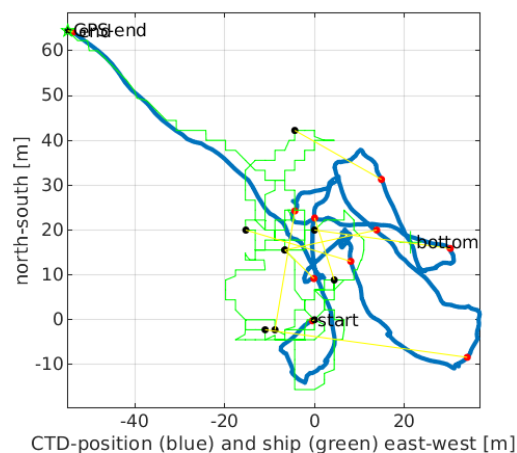 60
50
40
30
20
10
0
-10
GPS-end
end
bottom
start
-40
-20
0
20
north-south [m]
CTD-position (blue) and ship (green) east-west [m]